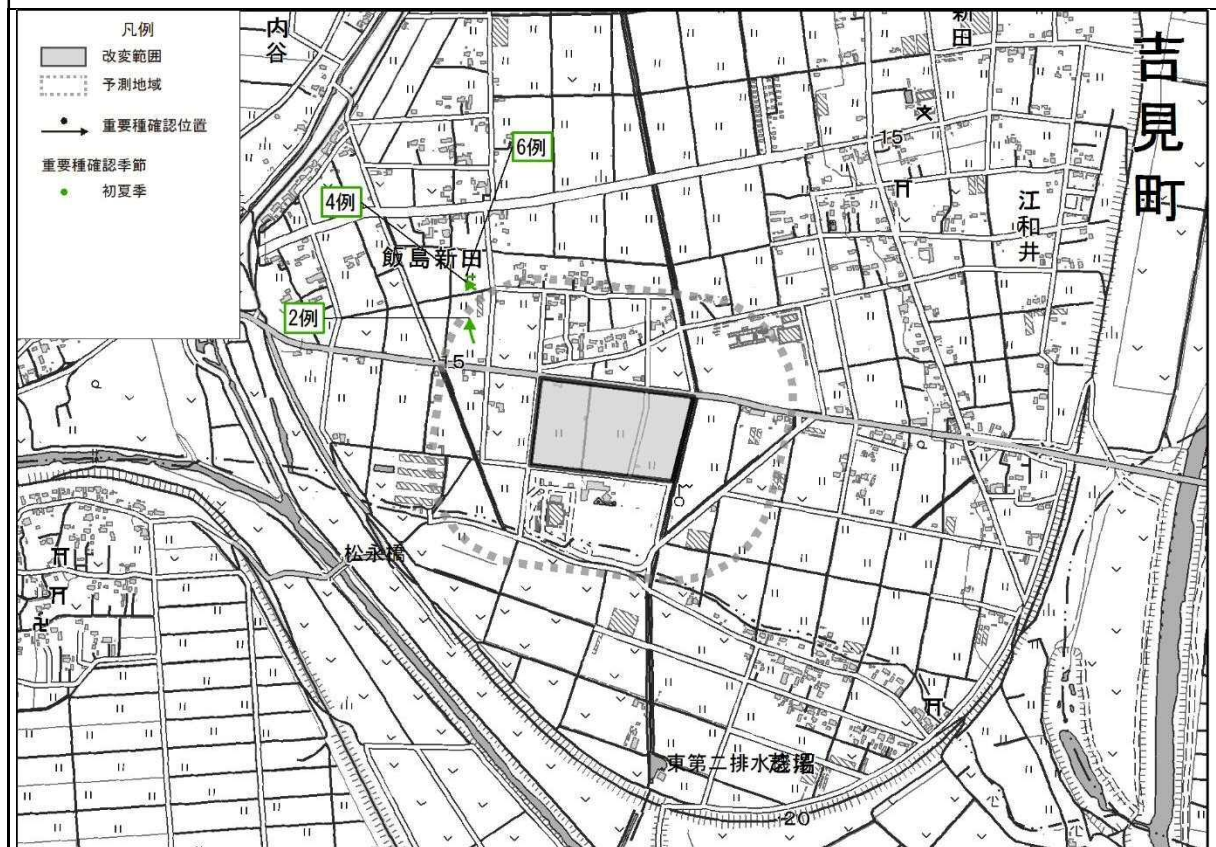 凡例
改変範囲
予測地域
重要種確認位置
重要種確認季節
初夏季
内谷
新田
吉見町
6例
15
4例
江和井
飯島新田
2例
15
松永橋
東第二排水
20